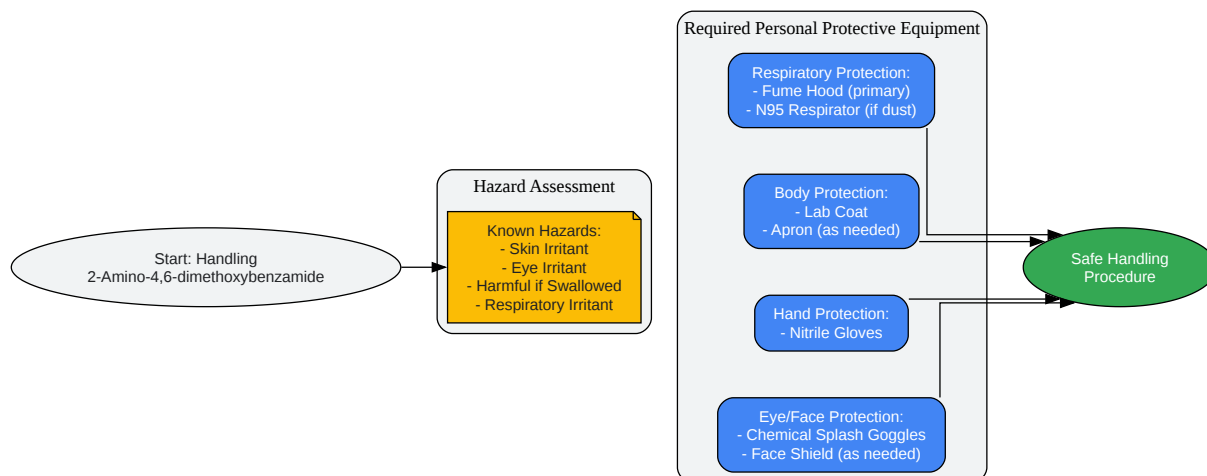 Start: Handling
2-Amino-4,6-dimethoxybenzamide
Hazard Assessment
Known Hazards:
- Skin Irritant
- Eye Irritant
- Harmful if Swallowed
- Respiratory Irritant
Required Personal Protective Equipment
Respiratory Protection:
- Fume Hood (primary)
- N95 Respirator (if dust)
Body Protection:
- Lab Coat
- Apron (as needed)
Hand Protection:
- Nitrile Gloves
Eye/Face Protection:
- Chemical Splash Goggles
- Face Shield (as needed)
Safe Handling
Procedure